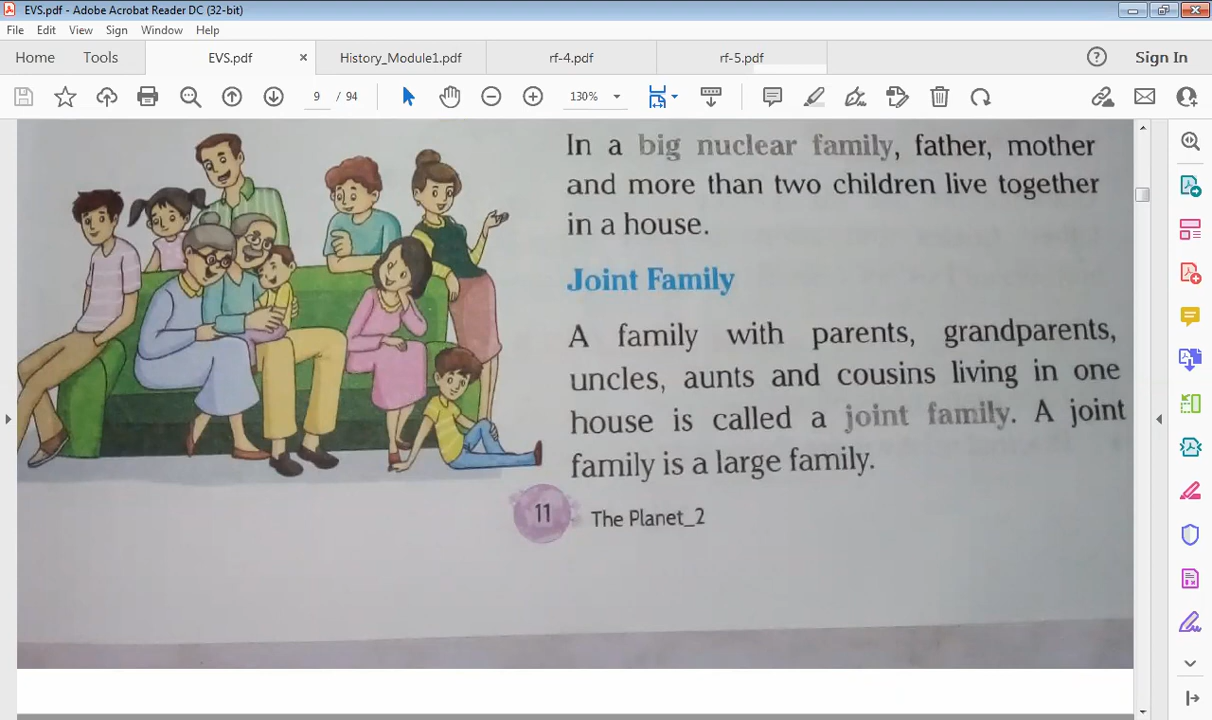 EVS.pdf - Adobe Acrobat Reader DC (32-bit)
File Edit View Sign Window Help
Home Tools EVS.pdf × History_Module1.pdf rf-4.pdf rf-5.pdf Sign In
9 / 94 130%
In a big nuclear family, father, mother
and more than two children live together
in a house.
Joint Family
A family with parents, grandparents,
uncles, aunts and cousins living in one
house is called a joint family. A joint
family is a large family.
11 The Planet_2